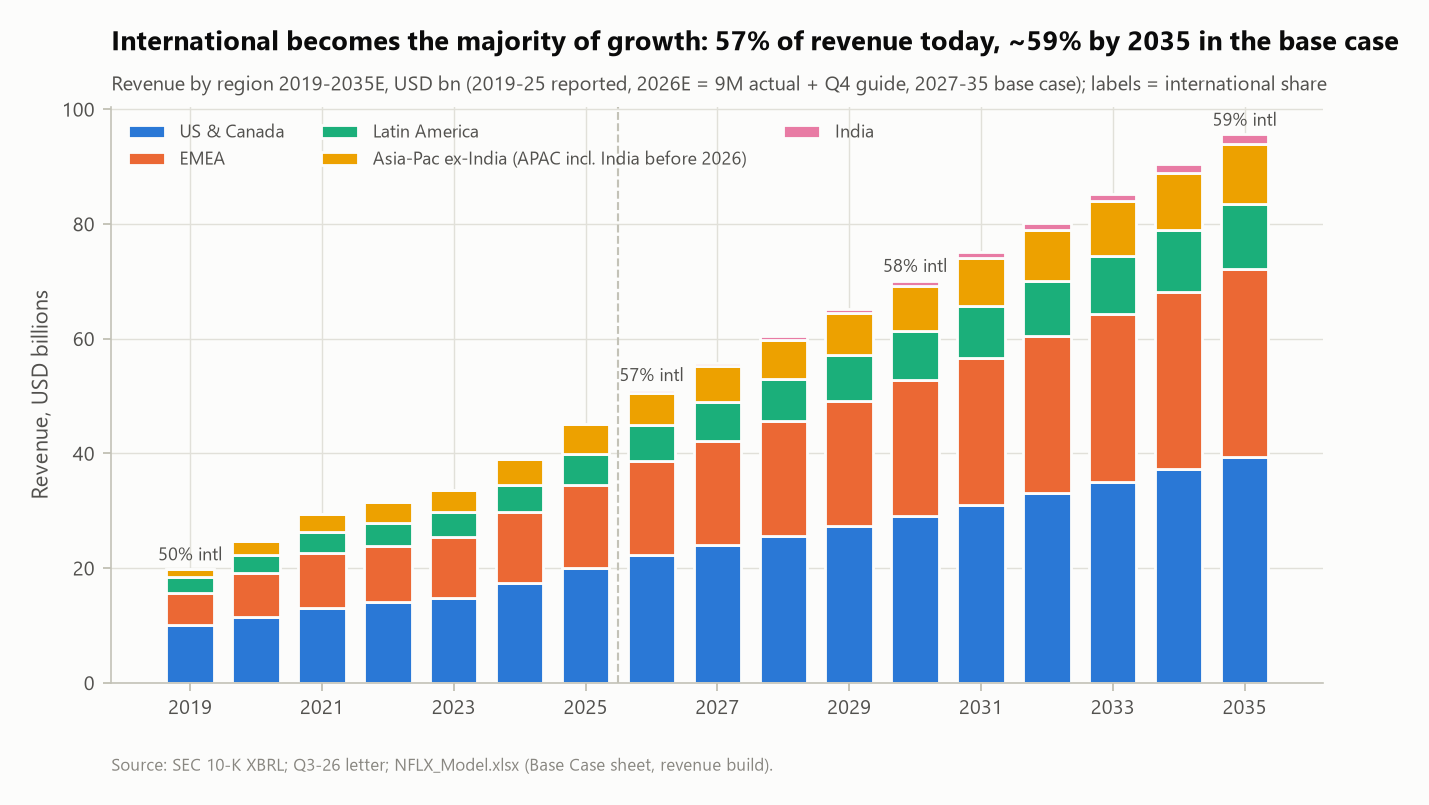 International becomes the majority of growth: 57% of revenue today, ~59% by 2035 in the base case
Revenue by region 2019-2035E, USD bn (2019-25 reported, 2026E = 9M actual + Q4 guide, 2027-35 base case); labels = international share
US & Canada
EMEA
Latin America
Asia-Pac ex-India (APAC incl. India before 2026)
India
Revenue, USD billions
100
80
60
40
20
0
50% intl
57% intl
58% intl
59% intl
2019
2021
2023
2025
2027
2029
2031
2033
2035
Source: SEC 10-K XBRL; Q3-26 letter; NFLX_Model.xlsx (Base Case sheet, revenue build).